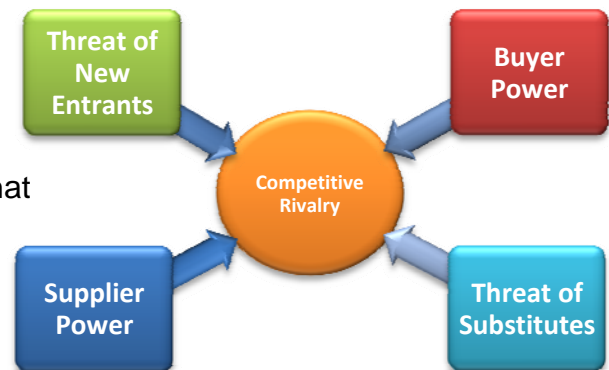 Threat of
New
Entrants
Buyer
Power
Competitive
Rivalry
Supplier
Power
Threat of
Substitutes